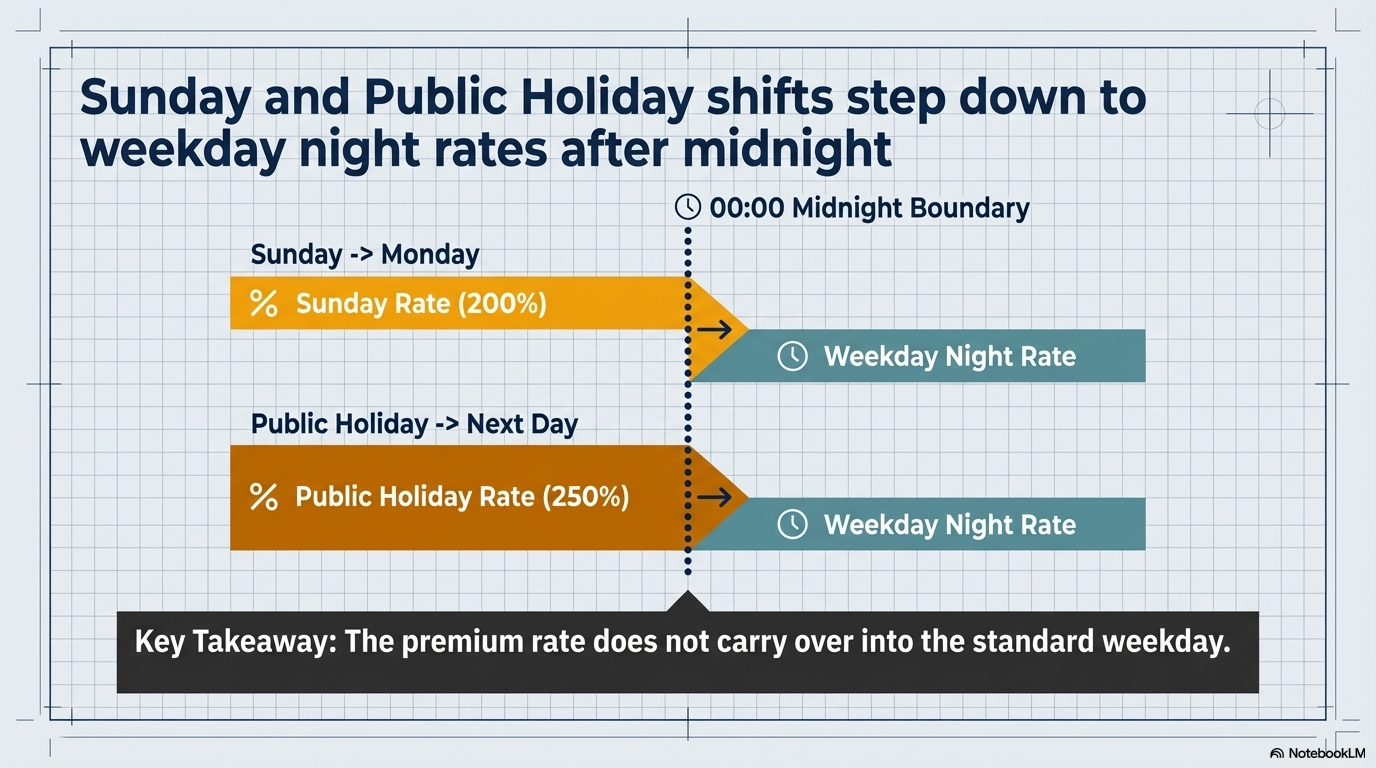 Sunday and Public Holiday shifts step down to
weekday night rates after midnight
00:00 Midnight Boundary
Sunday -> Monday
% Sunday Rate (200%)
Weekday Night Rate
Public Holiday -> Next Day
% Public Holiday Rate (250%)
Weekday Night Rate
Key Takeaway: The premium rate does not carry over into the standard weekday.
NotebookLM